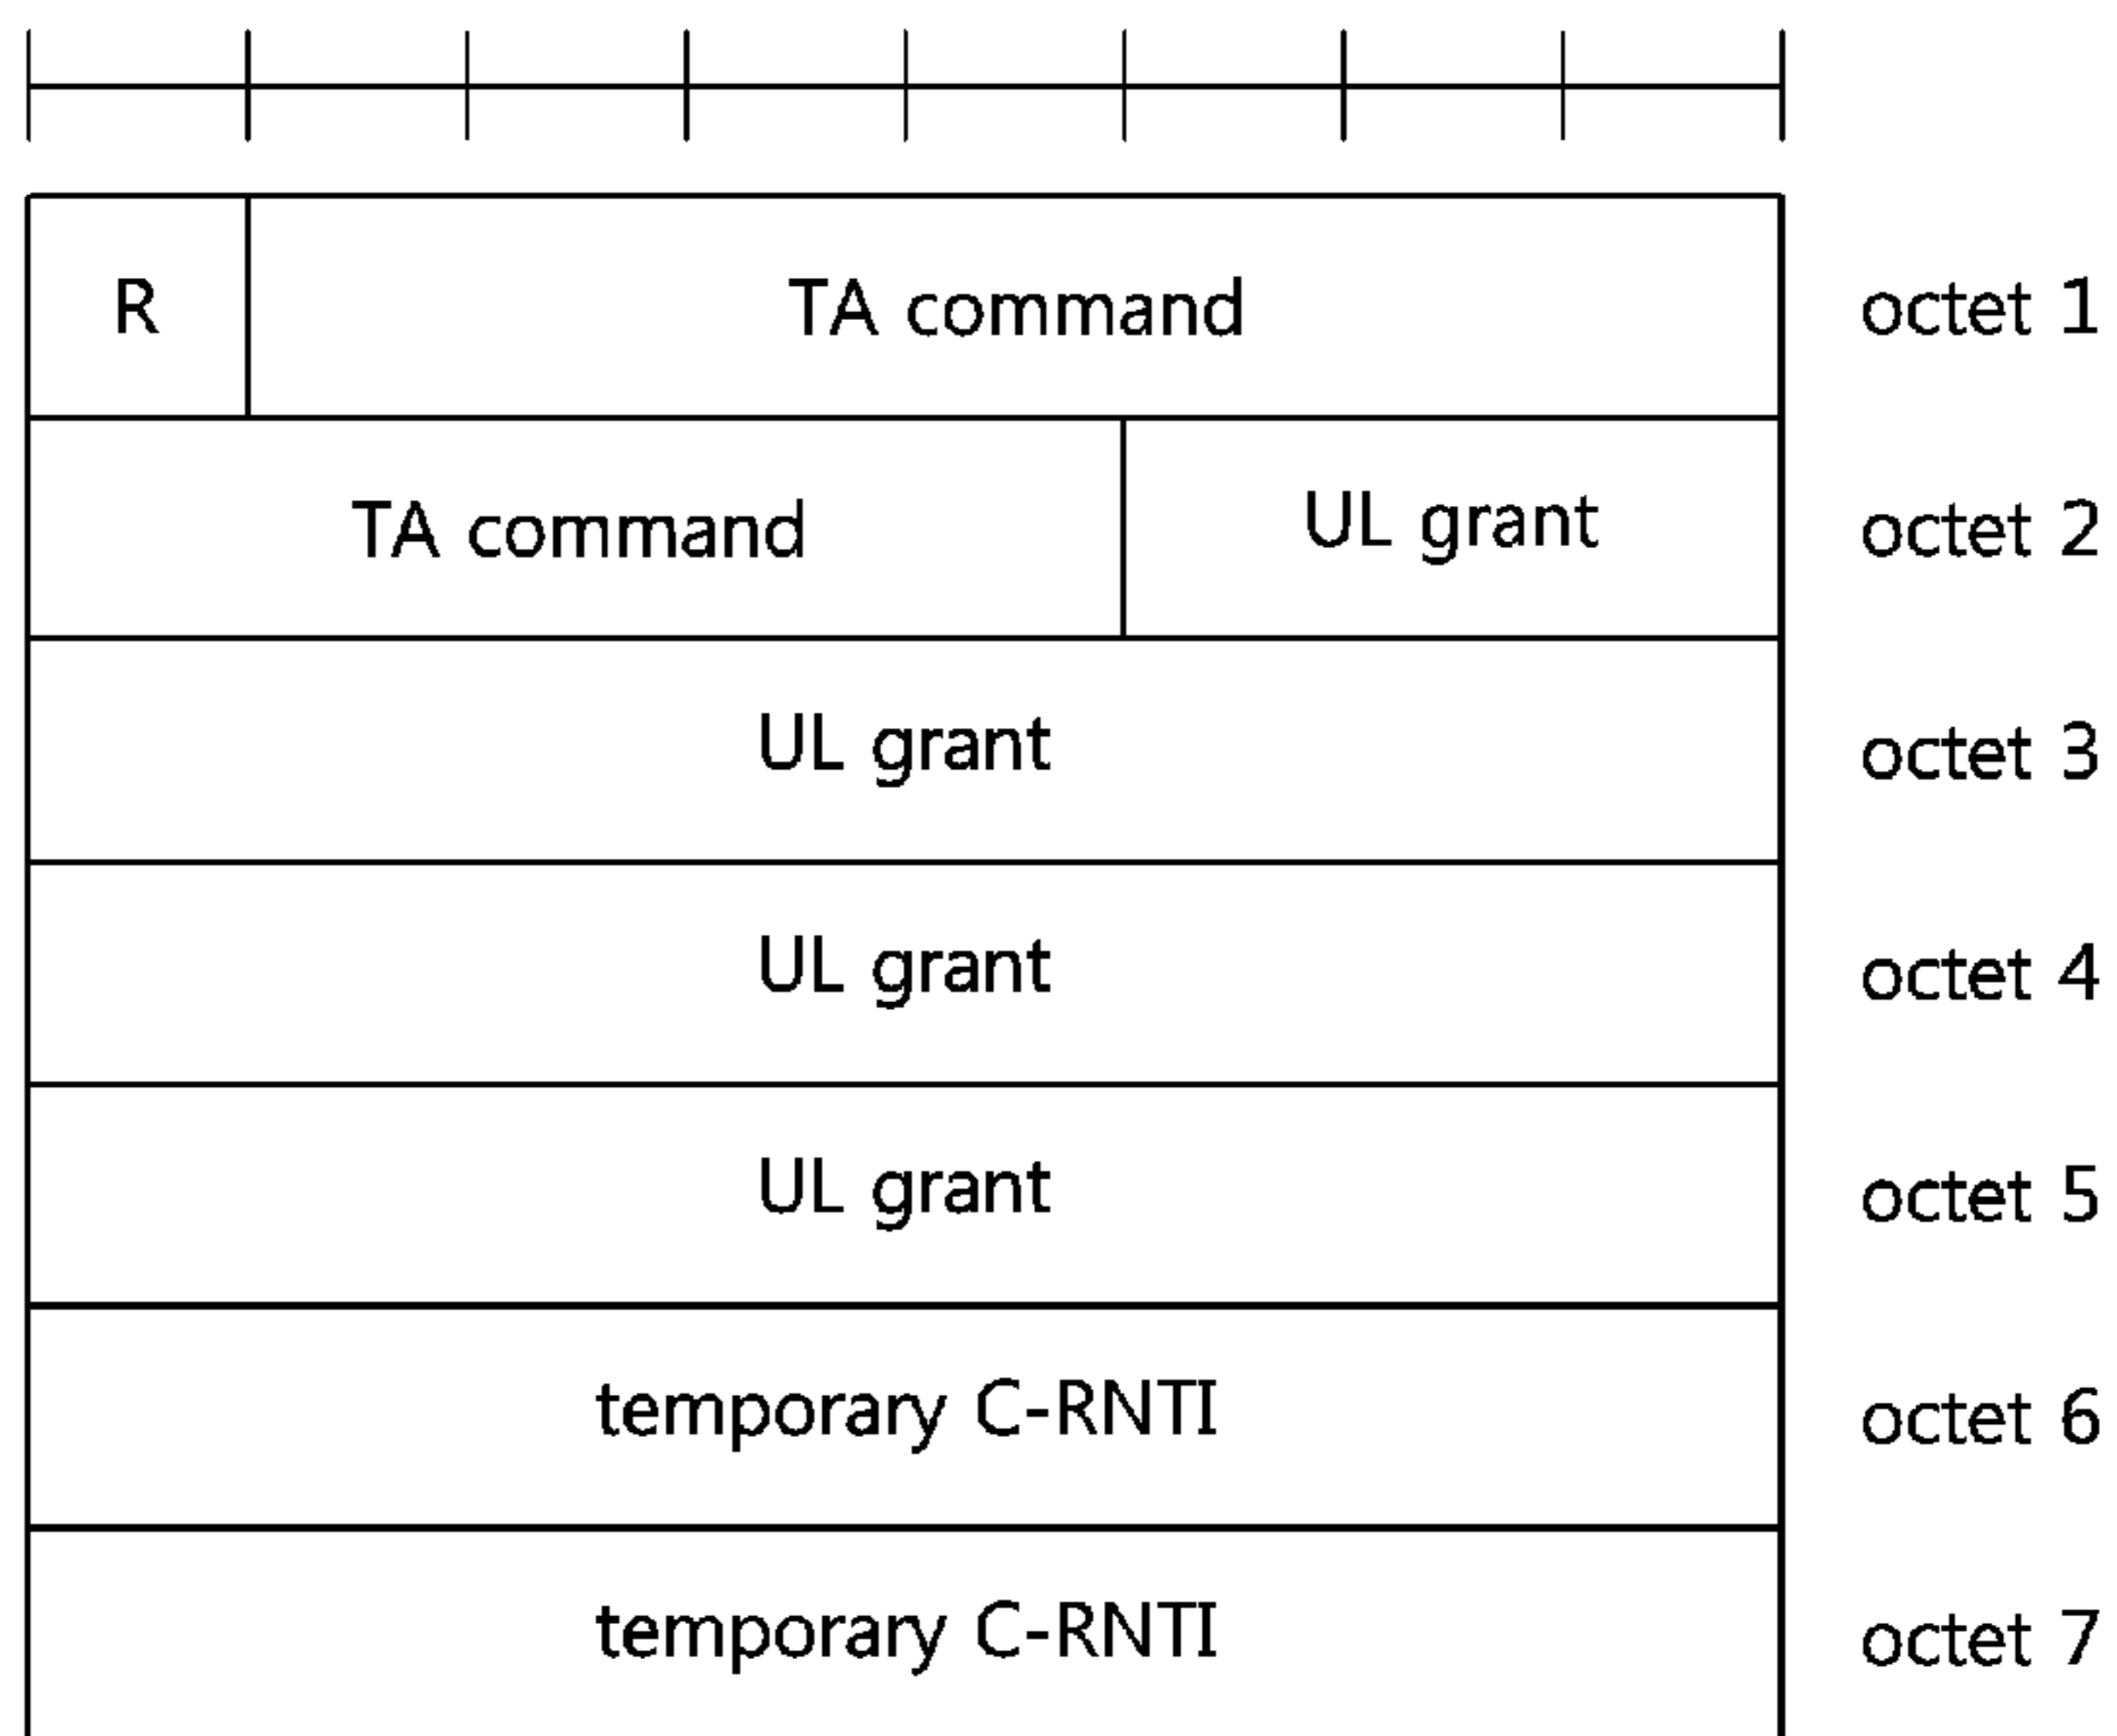 R TA command octet 1
TA command UL grant octet 2
UL grant octet 3
UL grant octet 4
UL grant octet 5
temporary C-RNTI octet 6
temporary C-RNTI octet 7